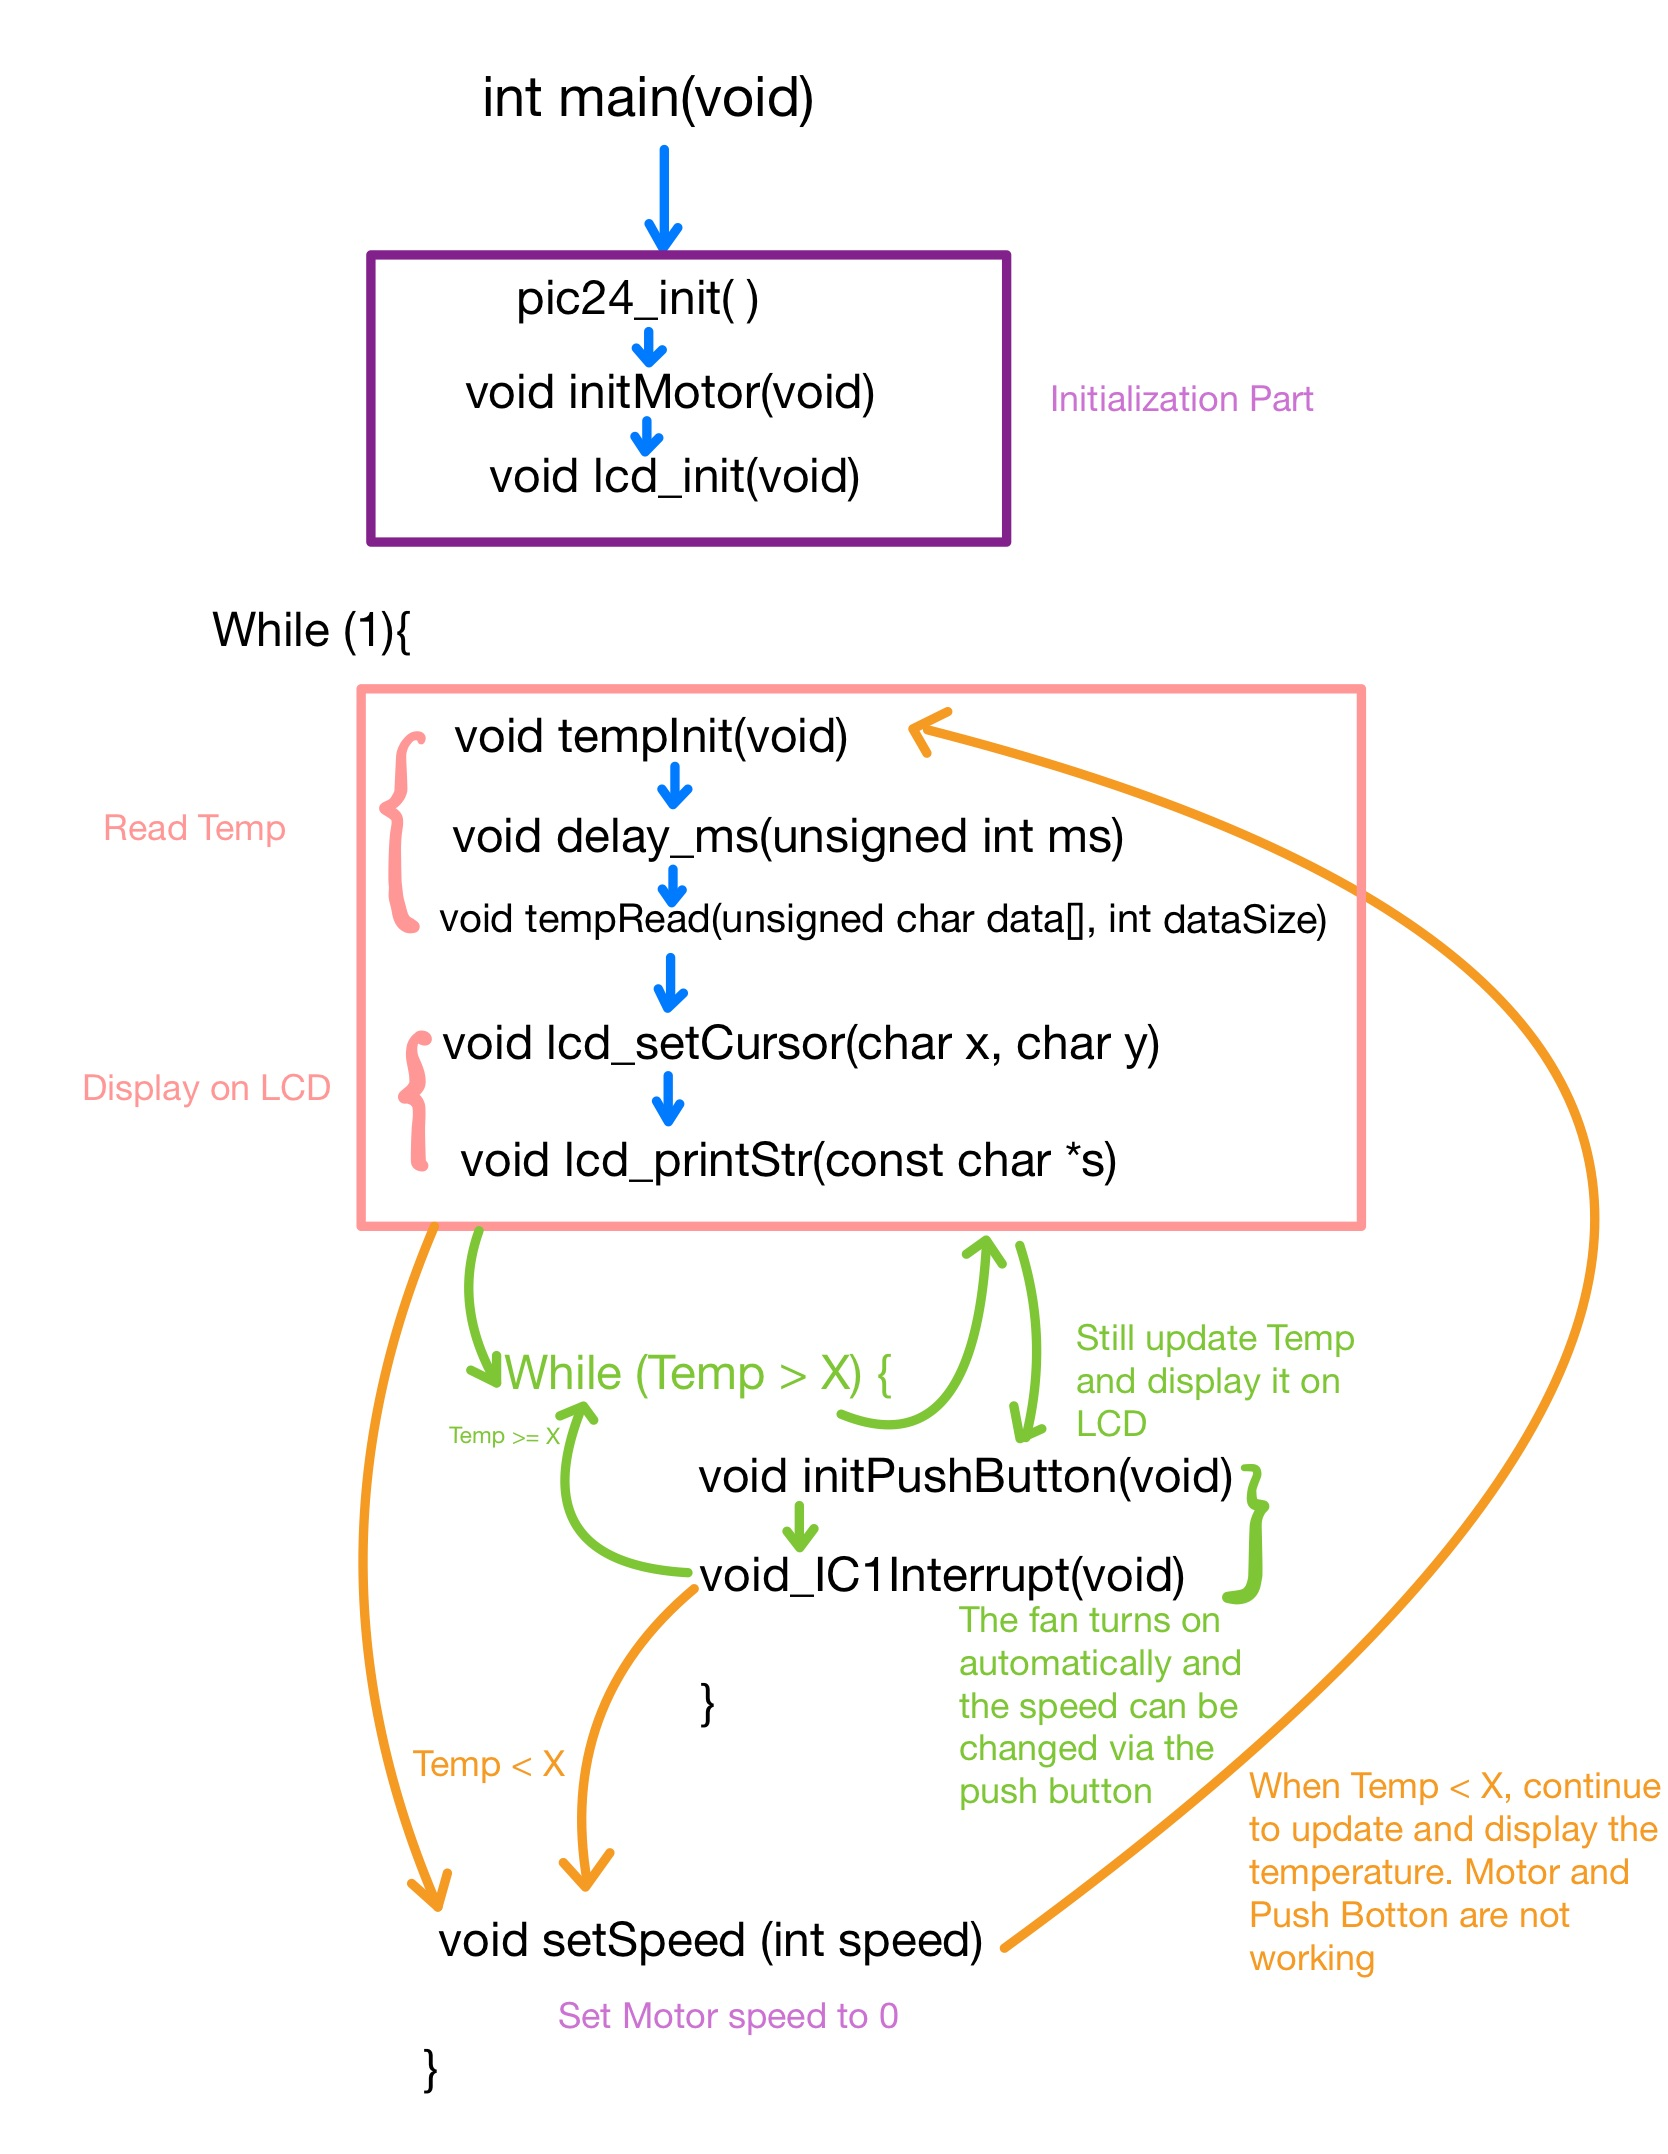 int main(void)
pic24_init( )
void initMotor(void)
Initialization Part
void lcd_init(void)
While (1){
void tempInit(void)
Read Temp
void delay_ms(unsigned int ms)
void tempRead(unsigned char data[], int dataSize)
void lcd_setCursor(char x, char y)
Display on LCD
void lcd_printStr(const char *s)
While (Temp > X) {
Still update Temp
and display it on
LCD
Temp >= X
void initPushButton(void)
void_IC1Interrupt(void)
The fan turns on
automatically and
the speed can be
changed via the
push button
}
Temp < X
When Temp < X, continue
to update and display the
temperature. Motor and
Push Botton are not
working
void setSpeed (int speed)
Set Motor speed to 0
}